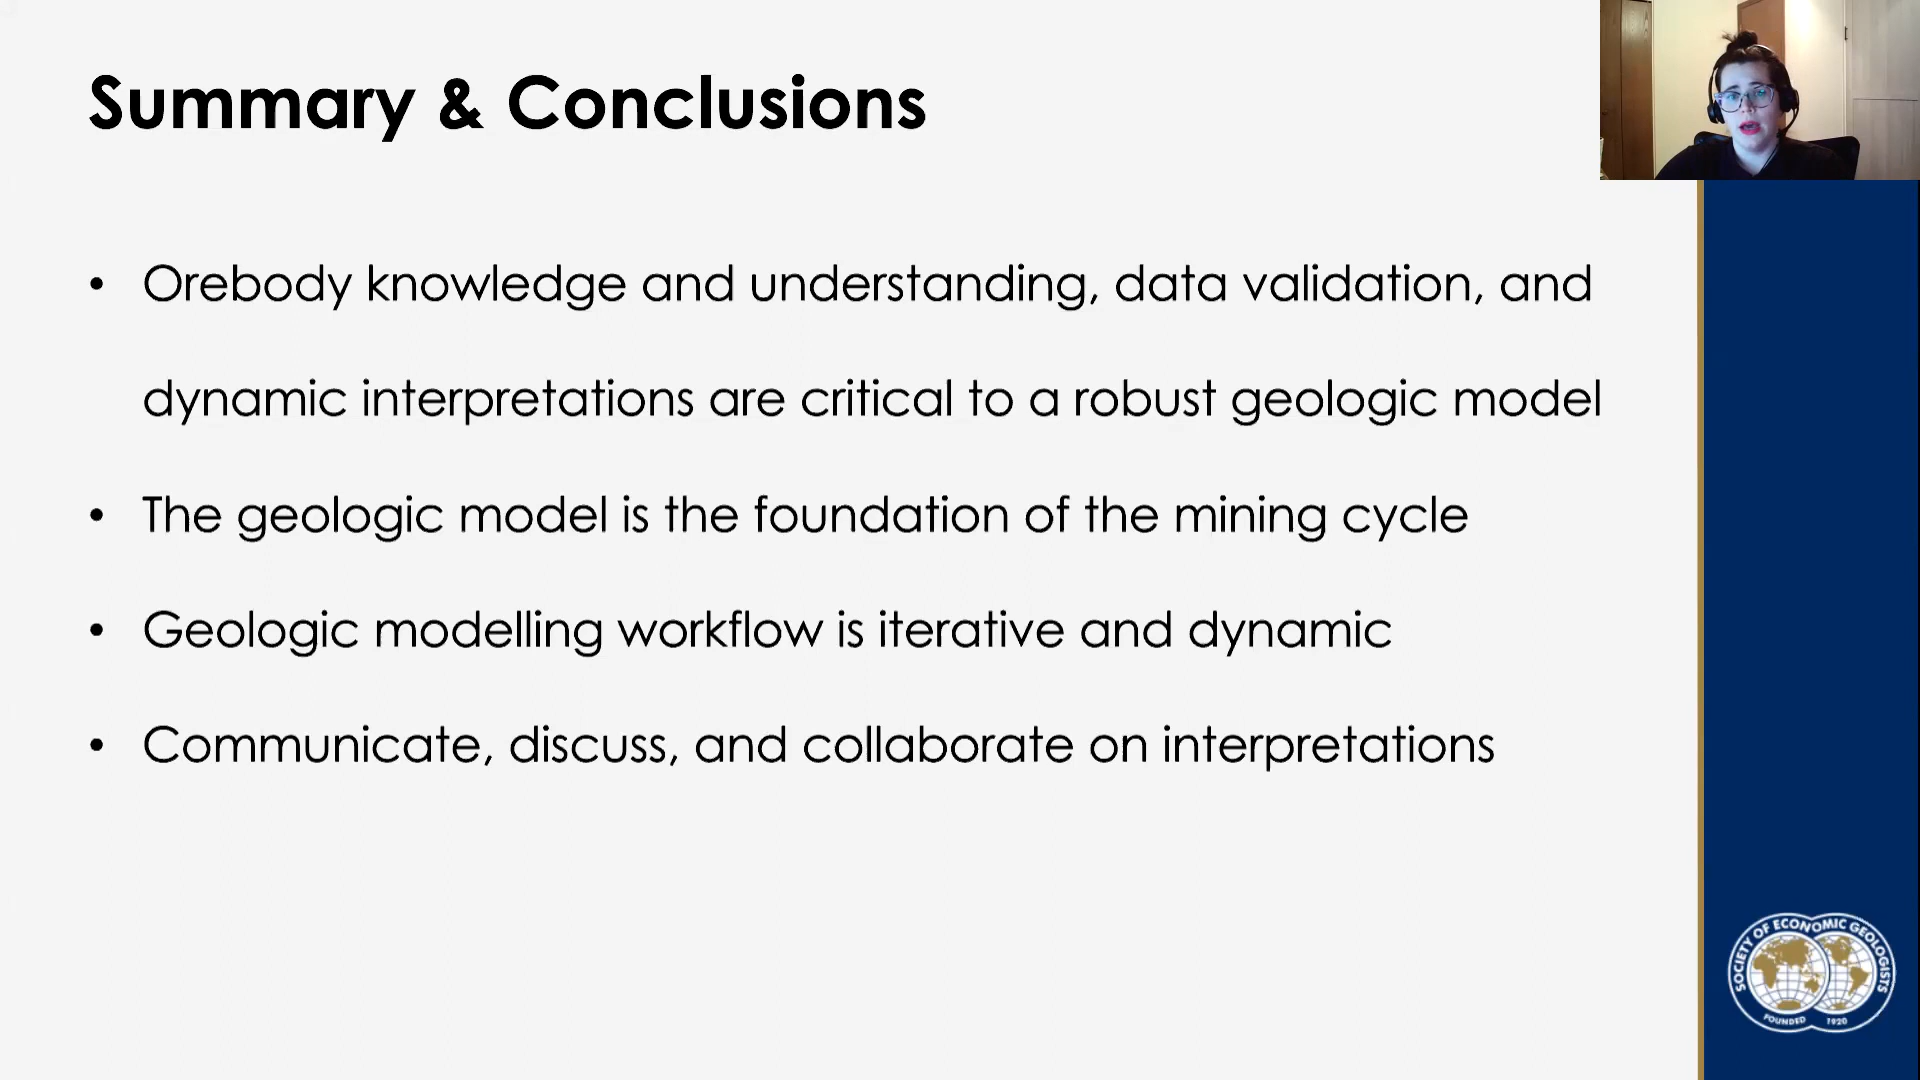 Summary & Conclusions
• Orebody knowledge and understanding, data validation, and
dynamic interpretations are critical to a robust geologic model
• The geologic model is the foundation of the mining cycle
• Geologic modelling workflow is iterative and dynamic
• Communicate, discuss, and collaborate on interpretations
SOCIETY OF ECONOMIC GEOLOGISTS
FOUNDED 1920